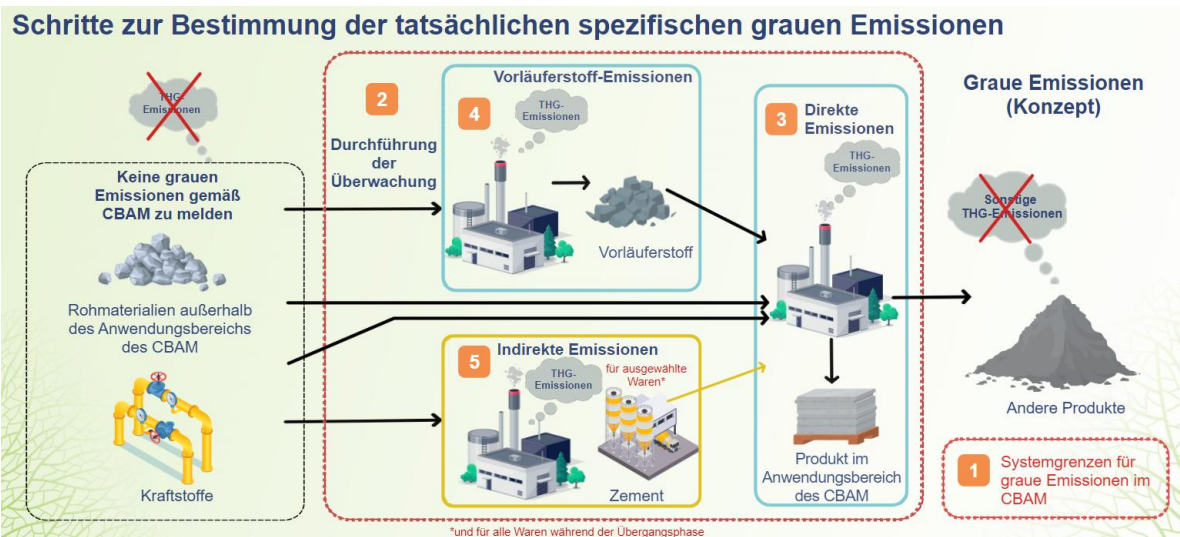 Schritte zur Bestimmung der tatsächlichen spezifischen grauen Emissionen
THG-
Emissionen
Keine grauen
Emissionen gemäß
CBAM zu melden
Rohmaterialien außerhalb
des Anwendungsbereichs
des CBAM
Kraftstoffe
2
Durchführung
der
Überwachung
Vorläuferstoff-Emissionen
4
THG-
Emissionen
Vorläuferstoff
5
Indirekte Emissionen
THG-
Emissionen
für ausgewählte
Waren*
Zement
3
Direkte
Emissionen
THG-
Emissionen
Produkt im
Anwendungsbereich
des CBAM
Graue Emissionen
(Konzept)
Sonstige
THG-Emissionen
Andere Produkte
1
Systemgrenzen für
graue Emissionen im
CBAM
*und für alle Waren während der Übergangsphase